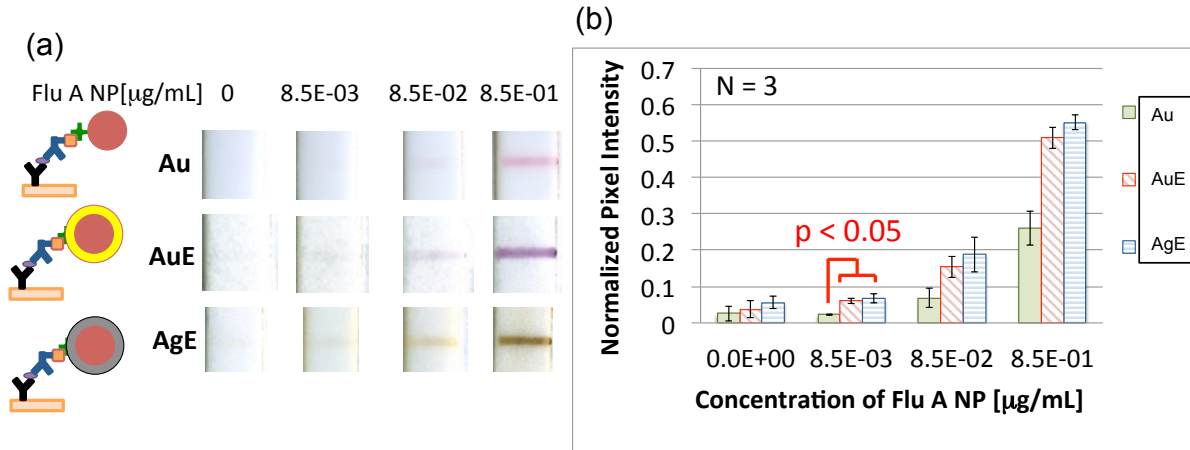 (a)
Flu A NP[μg/mL] 0 8.5E-03 8.5E-02 8.5E-01
Au
AuE
AgE
(b)
Normalized Pixel Intensity
0.7
0.6
0.5
0.4
0.3
0.2
0.1
0
N = 3
p < 0.05
0.0E+00 8.5E-03 8.5E-02 8.5E-01
Concentration of Flu A NP [μg/mL]
Au
AuE
AgE